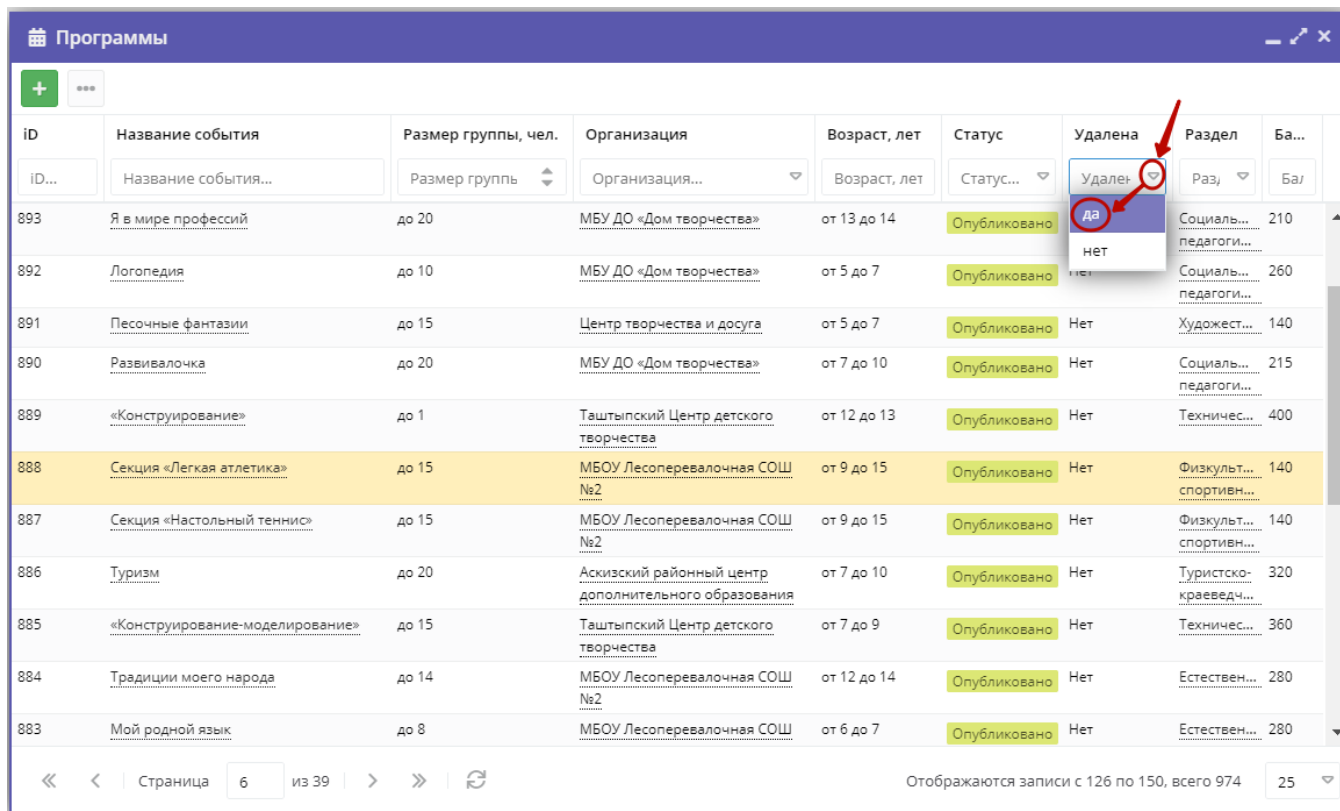 Программы
iD Название события Размер группы, чел. Организация Возраст, лет Статус Удалена Раздел Ба...
iD... Название события... Размер группь Организация... Возраст, лет Статус... Удален Разд Бал
893 Я в мире профессий до 20 МБУ ДО «Дом творчества» от 13 до 14 Опубликовано да Социаль... 210
педагоги...
нет
892 Логопедия до 10 МБУ ДО «Дом творчества» от 5 до 7 Опубликовано Нет Социаль... 260
педагоги...
891 Песочные фантазии до 15 Центр творчества и досуга от 5 до 7 Опубликовано Нет Художест... 140
890 Развивалочка до 20 МБУ ДО «Дом творчества» от 7 до 10 Опубликовано Нет Социаль... 215
педагоги...
889 «Конструирование» до 1 Таштыпский Центр детского от 12 до 13 Опубликовано Нет Техничес... 400
творчества
888 Секция «Легкая атлетика» до 15 МБОУ Лесоперевалочная СОШ от 9 до 15 Опубликовано Нет Физкульт... 140
№2 спортивн...
887 Секция «Настольный теннис» до 15 МБОУ Лесоперевалочная СОШ от 9 до 15 Опубликовано Нет Физкульт... 140
№2 спортивн...
886 Туризм до 20 Аскизский районный центр от 7 до 10 Опубликовано Нет Туристско- 320
дополнительного образования краеведч...
885 «Конструирование-моделирование» до 15 Таштыпский Центр детского от 7 до 9 Опубликовано Нет Техничес... 360
творчества
884 Традиции моего народа до 14 МБОУ Лесоперевалочная СОШ от 12 до 14 Опубликовано Нет Естествен... 280
№2
883 Мой родной язык до 8 МБОУ Лесоперевалочная СОШ от 6 до 7 Опубликовано Нет Естествен... 280
Страница 6 из 39 Отображаются записи с 126 по 150, всего 974 25